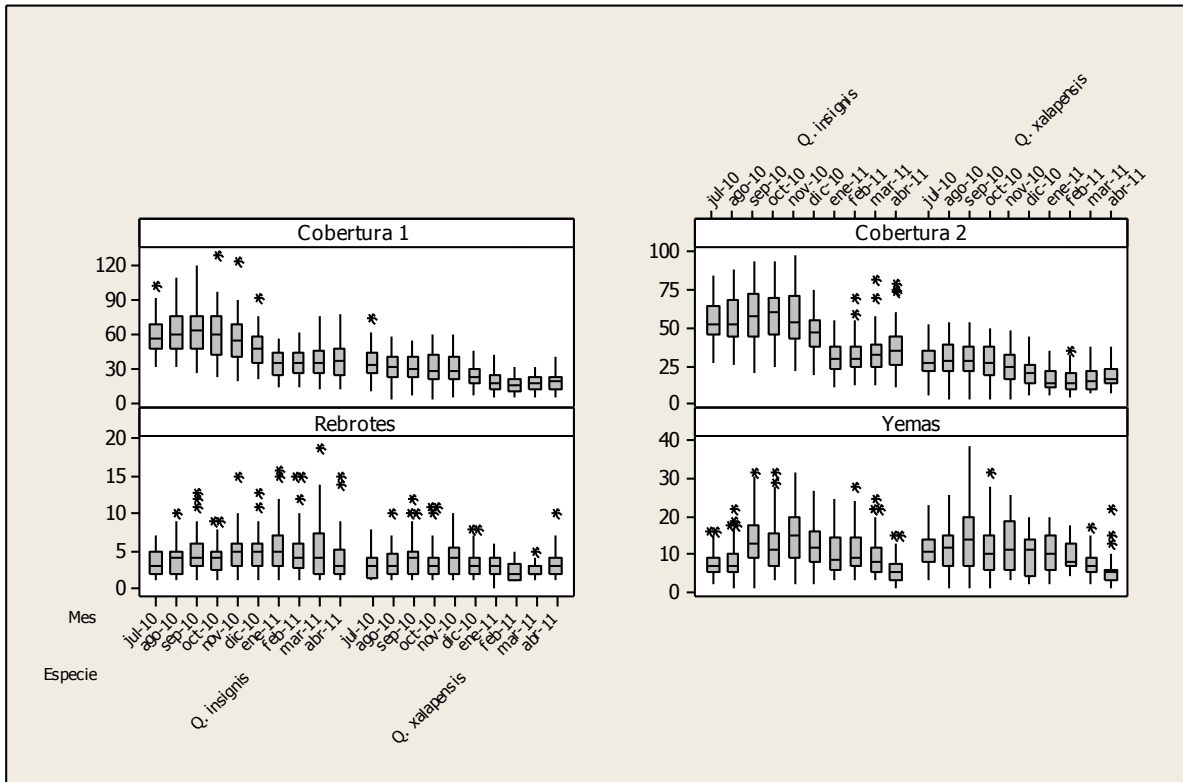 Q. insignis
Q. xalapensis
jul-10 ago-10 sep-10 oct-10 nov-10 dic-10 ene-11 feb-11 mar-11 abr-11 jul-10 ago-10 sep-10 oct-10 nov-10 dic-10 ene-11 feb-11 mar-11 abr-11
Cobertura 1
120
90
60
30
0
Cobertura 2
100
75
50
25
0
Rebrotes
20
15
10
5
0
Yemas
40
30
20
10
0
Mes
jul-10 ago-10 sep-10 oct-10 nov-10 dic-10 ene-11 feb-11 mar-11 abr-11 jul-10 ago-10 sep-10 oct-10 nov-10 dic-10 ene-11 feb-11 mar-11 abr-11
Especie
Q. insignis
Q. xalapensis